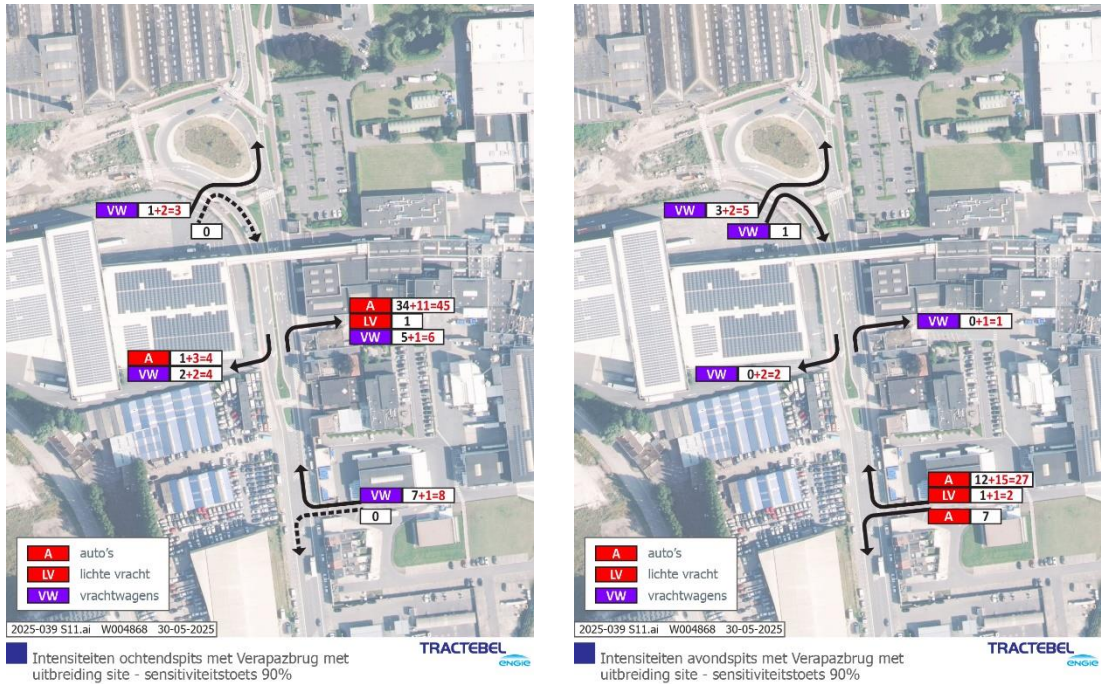 VW 1+2=3
0
A 34+11=45
LV 1
VW 5+1=6
A 1+3=4
VW 2+2=4
VW 7+1=8
0
A auto's
LV lichte vracht
VW vrachtwagens
2025-039 S11.ai W004868 30-05-2025
Intensiteiten ochtendspits met Verapazbrug met
uitbreiding site - sensitiviteitstoets 90%
TRACTEBEL
ENGIE
VW 3+2=5
VW 1
VW 0+1=1
VW 0+2=2
A 12+15=27
LV 1+1=2
A 7
A auto's
LV lichte vracht
VW vrachtwagens
2025-039 S11.ai W004868 30-05-2025
Intensiteiten avondspits met Verapazbrug met
uitbreiding site - sensitiviteitstoets 90%
TRACTEBEL
ENGIE